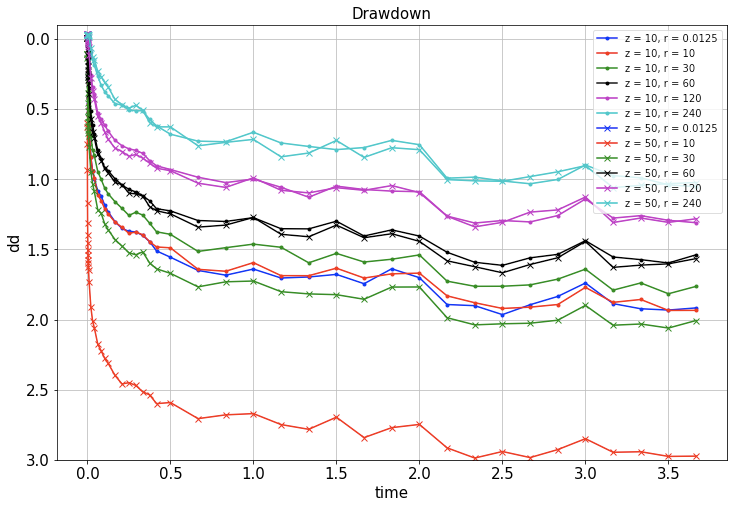 Drawdown
z = 10, r = 0.0125
z = 10, r = 10
z = 10, r = 30
z = 10, r = 60
z = 10, r = 120
z = 10, r = 240
z = 50, r = 0.0125
z = 50, r = 10
z = 50, r = 30
z = 50, r = 60
z = 50, r = 120
z = 50, r = 240
dd
0.0
0.5
1.0
1.5
2.0
2.5
3.0
0.0 0.5 1.0 1.5 2.0 2.5 3.0 3.5
time